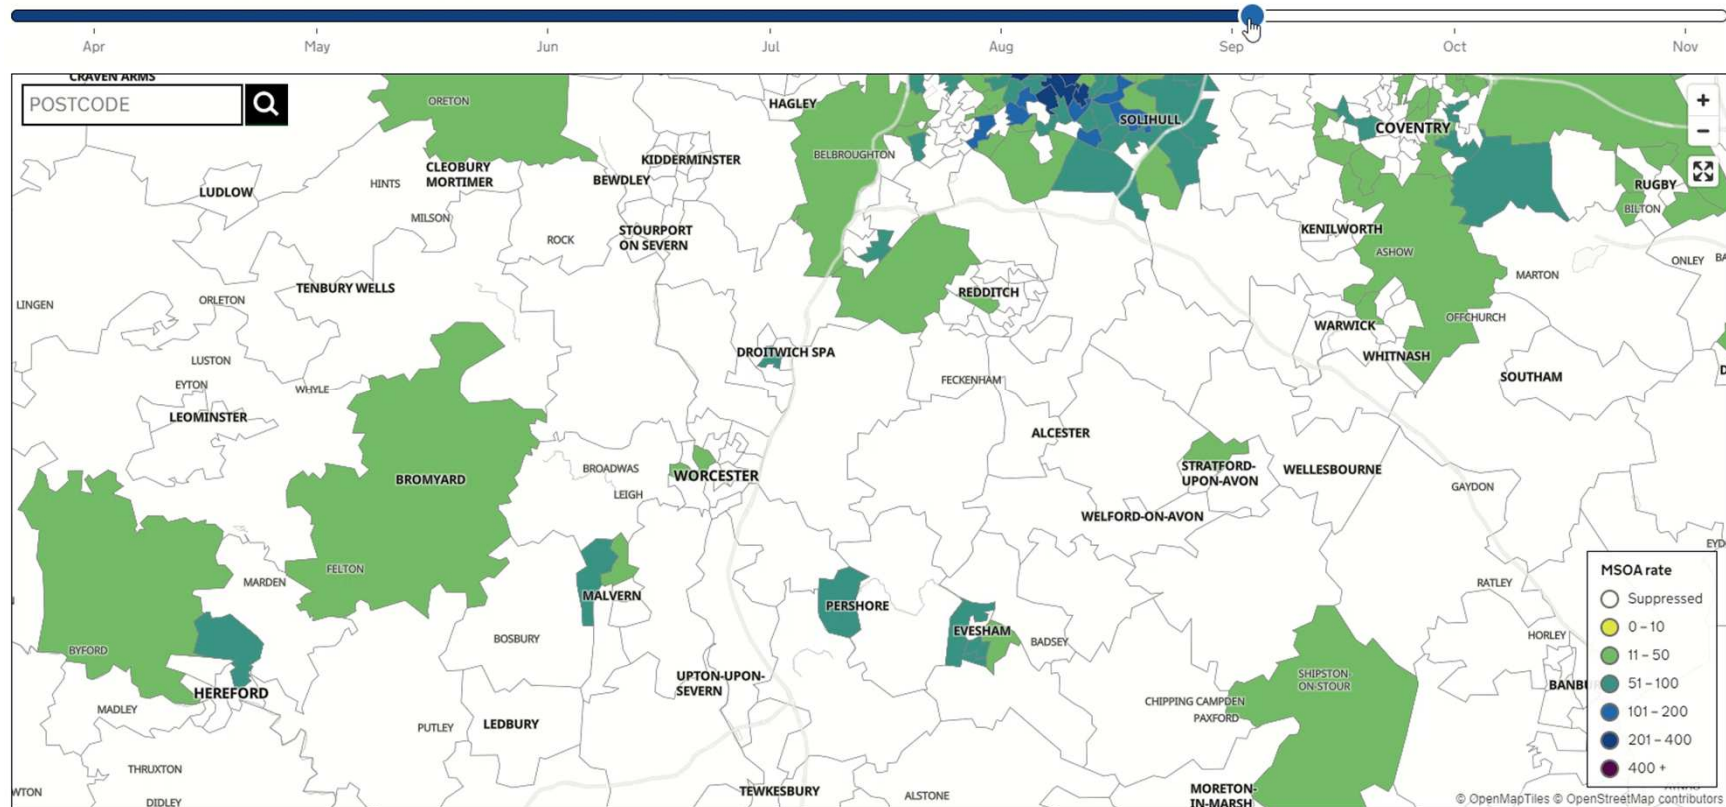 Apr May Jun Jul Aug Sep Oct Nov
CRAVEN ARMS
POSTCODE
ORETON
HAGLEY
SOLIHULL
COVENTRY
+
−
BELBROUGHTON
KIDDERMINSTER
CLEOBURY
MORTIMER
BEWDLEY
HINTS
LUDLOW
RUGBY
BILTON
MILSON
STOURPORT
ON SEVERN
ROCK
KENILWORTH
ASHOW
ONLEY
BA
MARTON
TENBURY WELLS
ORLETON
LINGEN
REDDITCH
OFFCHURCH
WARWICK
DROITWICH SPA
WHITNASH
LUSTON
EYTON
WHYLE
FECKENHAM
SOUTHAM
D
LEOMINSTER
ALCESTER
BROADWAS
WORCESTER
STRATFORD-
UPON-AVON
WELLESBOURNE
BROMYARD
LEIGH
GAYDON
WELFORD-ON-AVON
EYD
FELTON
MARDEN
MALVERN
PERSHORE
EVESHAM
BADSEY
RATLEY
BOSBURY
HORLEY
BYFORD
UPTON-UPON-
SEVERN
SHIPSTON-
ON-STOUR
BANBU
HEREFORD
MADLEY
PUTLEY
LEDBURY
CHIPPING CAMPDEN
PAXFORD
THRUXTON
WTON
DIDLEY
TEWKESBURY
ALSTONE
MORETON-
IN-MARSH
MSOA rate
Suppressed
0 – 10
11 – 50
51 – 100
101 – 200
201 – 400
400 +
© OpenMapTiles © OpenStreetMap contributors